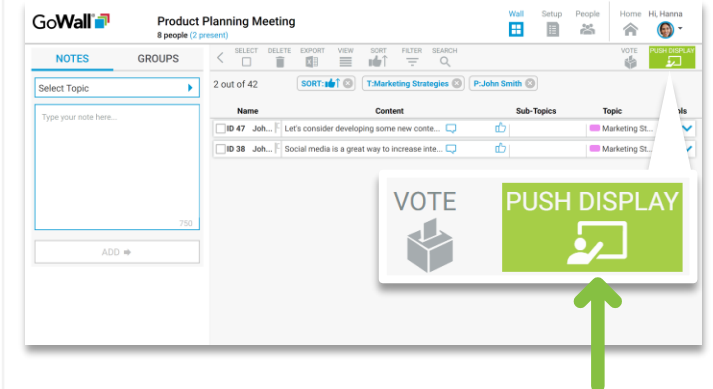 GoWall
Product Planning Meeting
8 people (2 present)
Wall Setup People Home Hi, Hanna
NOTES GROUPS
SELECT DELETE EXPORT VIEW SORT FILTER SEARCH VOTE PUSH DISPLAY
Select Topic
2 out of 42 SORT: T:Marketing Strategies P:John Smith
Name Content Sub-Topics Topic ols
Type your note here...
ID 47 Joh... Let's consider developing some new conte... Marketing St...
ID 38 Joh... Social media is a great way to increase inte... Marketing St...
750
ADD
VOTE PUSH DISPLAY